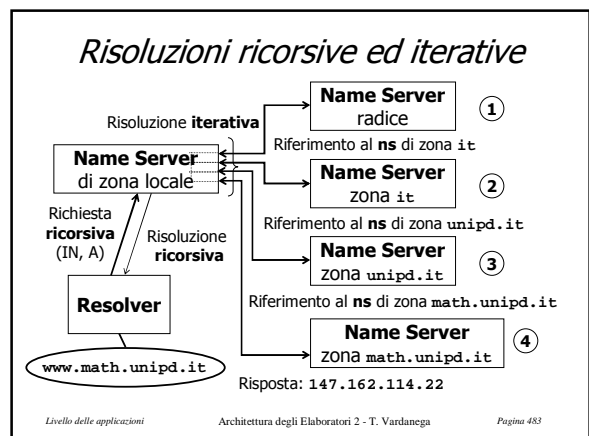 Risoluzioni ricorsive ed iterative
Name Server
radice
1
Risoluzione iterativa
Riferimento al ns di zona it
Name Server
di zona locale
Name Server
zona it
2
Richiesta
ricorsiva
(IN, A)
Risoluzione
ricorsiva
Riferimento al ns di zona unipd.it
Name Server
zona unipd.it
3
Resolver
Riferimento al ns di zona math.unipd.it
Name Server
zona math.unipd.it
4
www.math.unipd.it
Risposta: 147.162.114.22
Livello delle applicazioni
Architettura degli Elaboratori 2 - T. Vardanega
Pagina 483